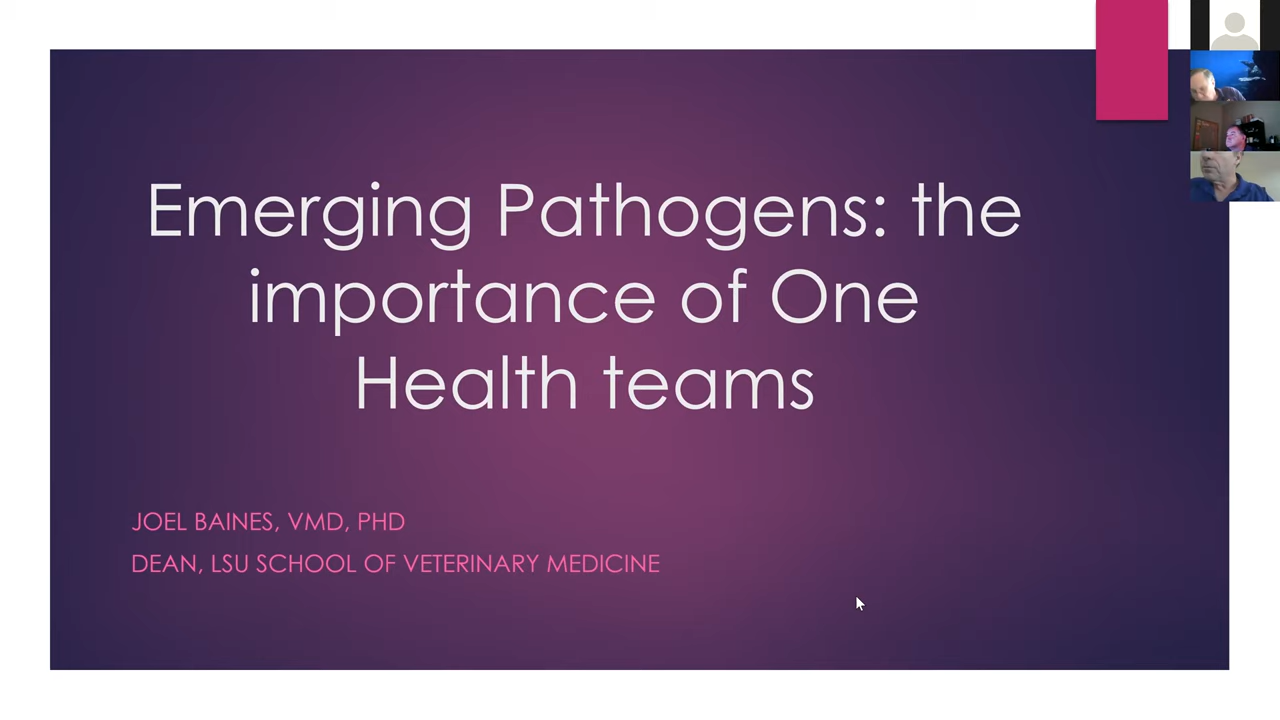 Emerging Pathogens: the
importance of One
Health teams
JOEL BAINES, VMD, PHD
DEAN, LSU SCHOOL OF VETERINARY MEDICINE